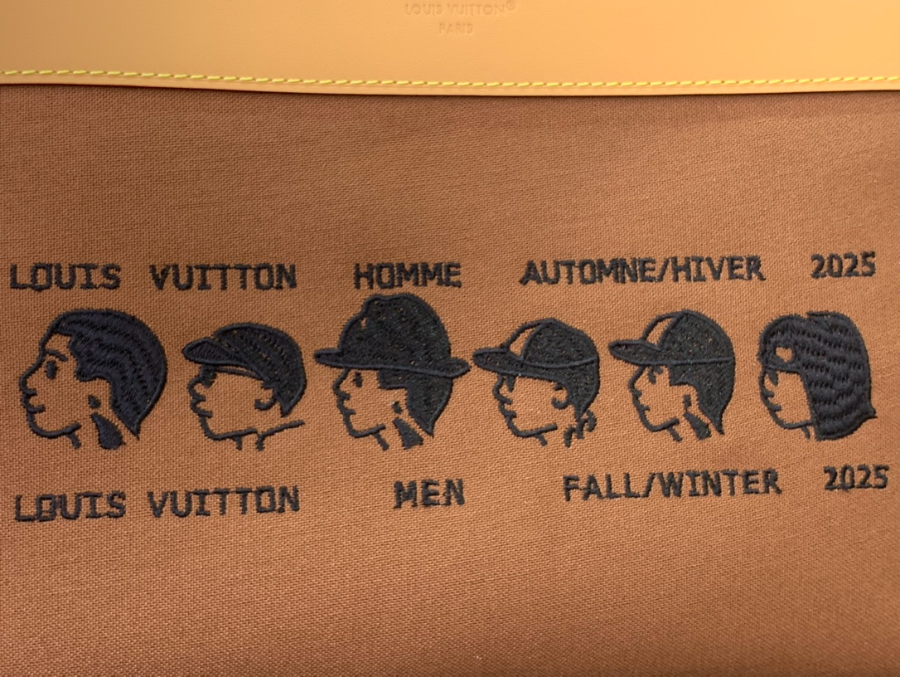 LOUIS VUITTON®
PARIS
LOUIS VUITTON HOMME AUTOMNE/HIVER 2025
LOUIS VUITTON MEN FALL/WINTER 2025